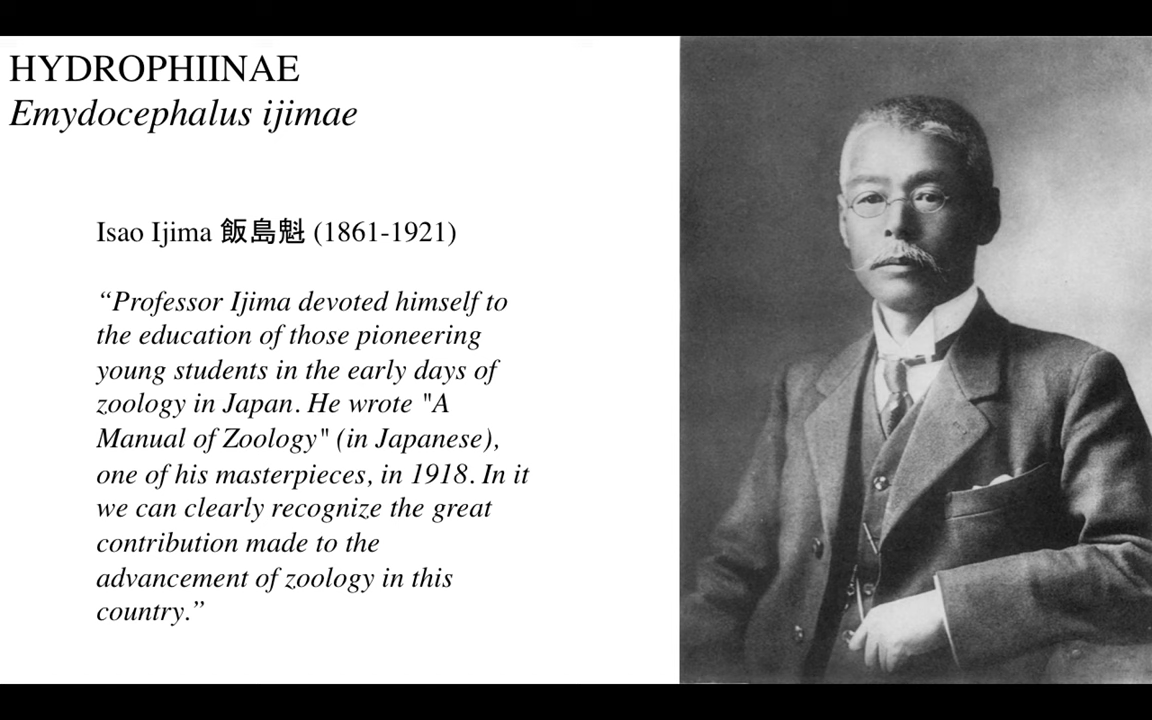 HYDROPHIINAE
Emydocephalus ijimae
Isao Ijima 飯島魁 (1861-1921)
“Professor Ijima devoted himself to
the education of those pioneering
young students in the early days of
zoology in Japan. He wrote "A
Manual of Zoology" (in Japanese),
one of his masterpieces, in 1918. In it
we can clearly recognize the great
contribution made to the
advancement of zoology in this
country.”